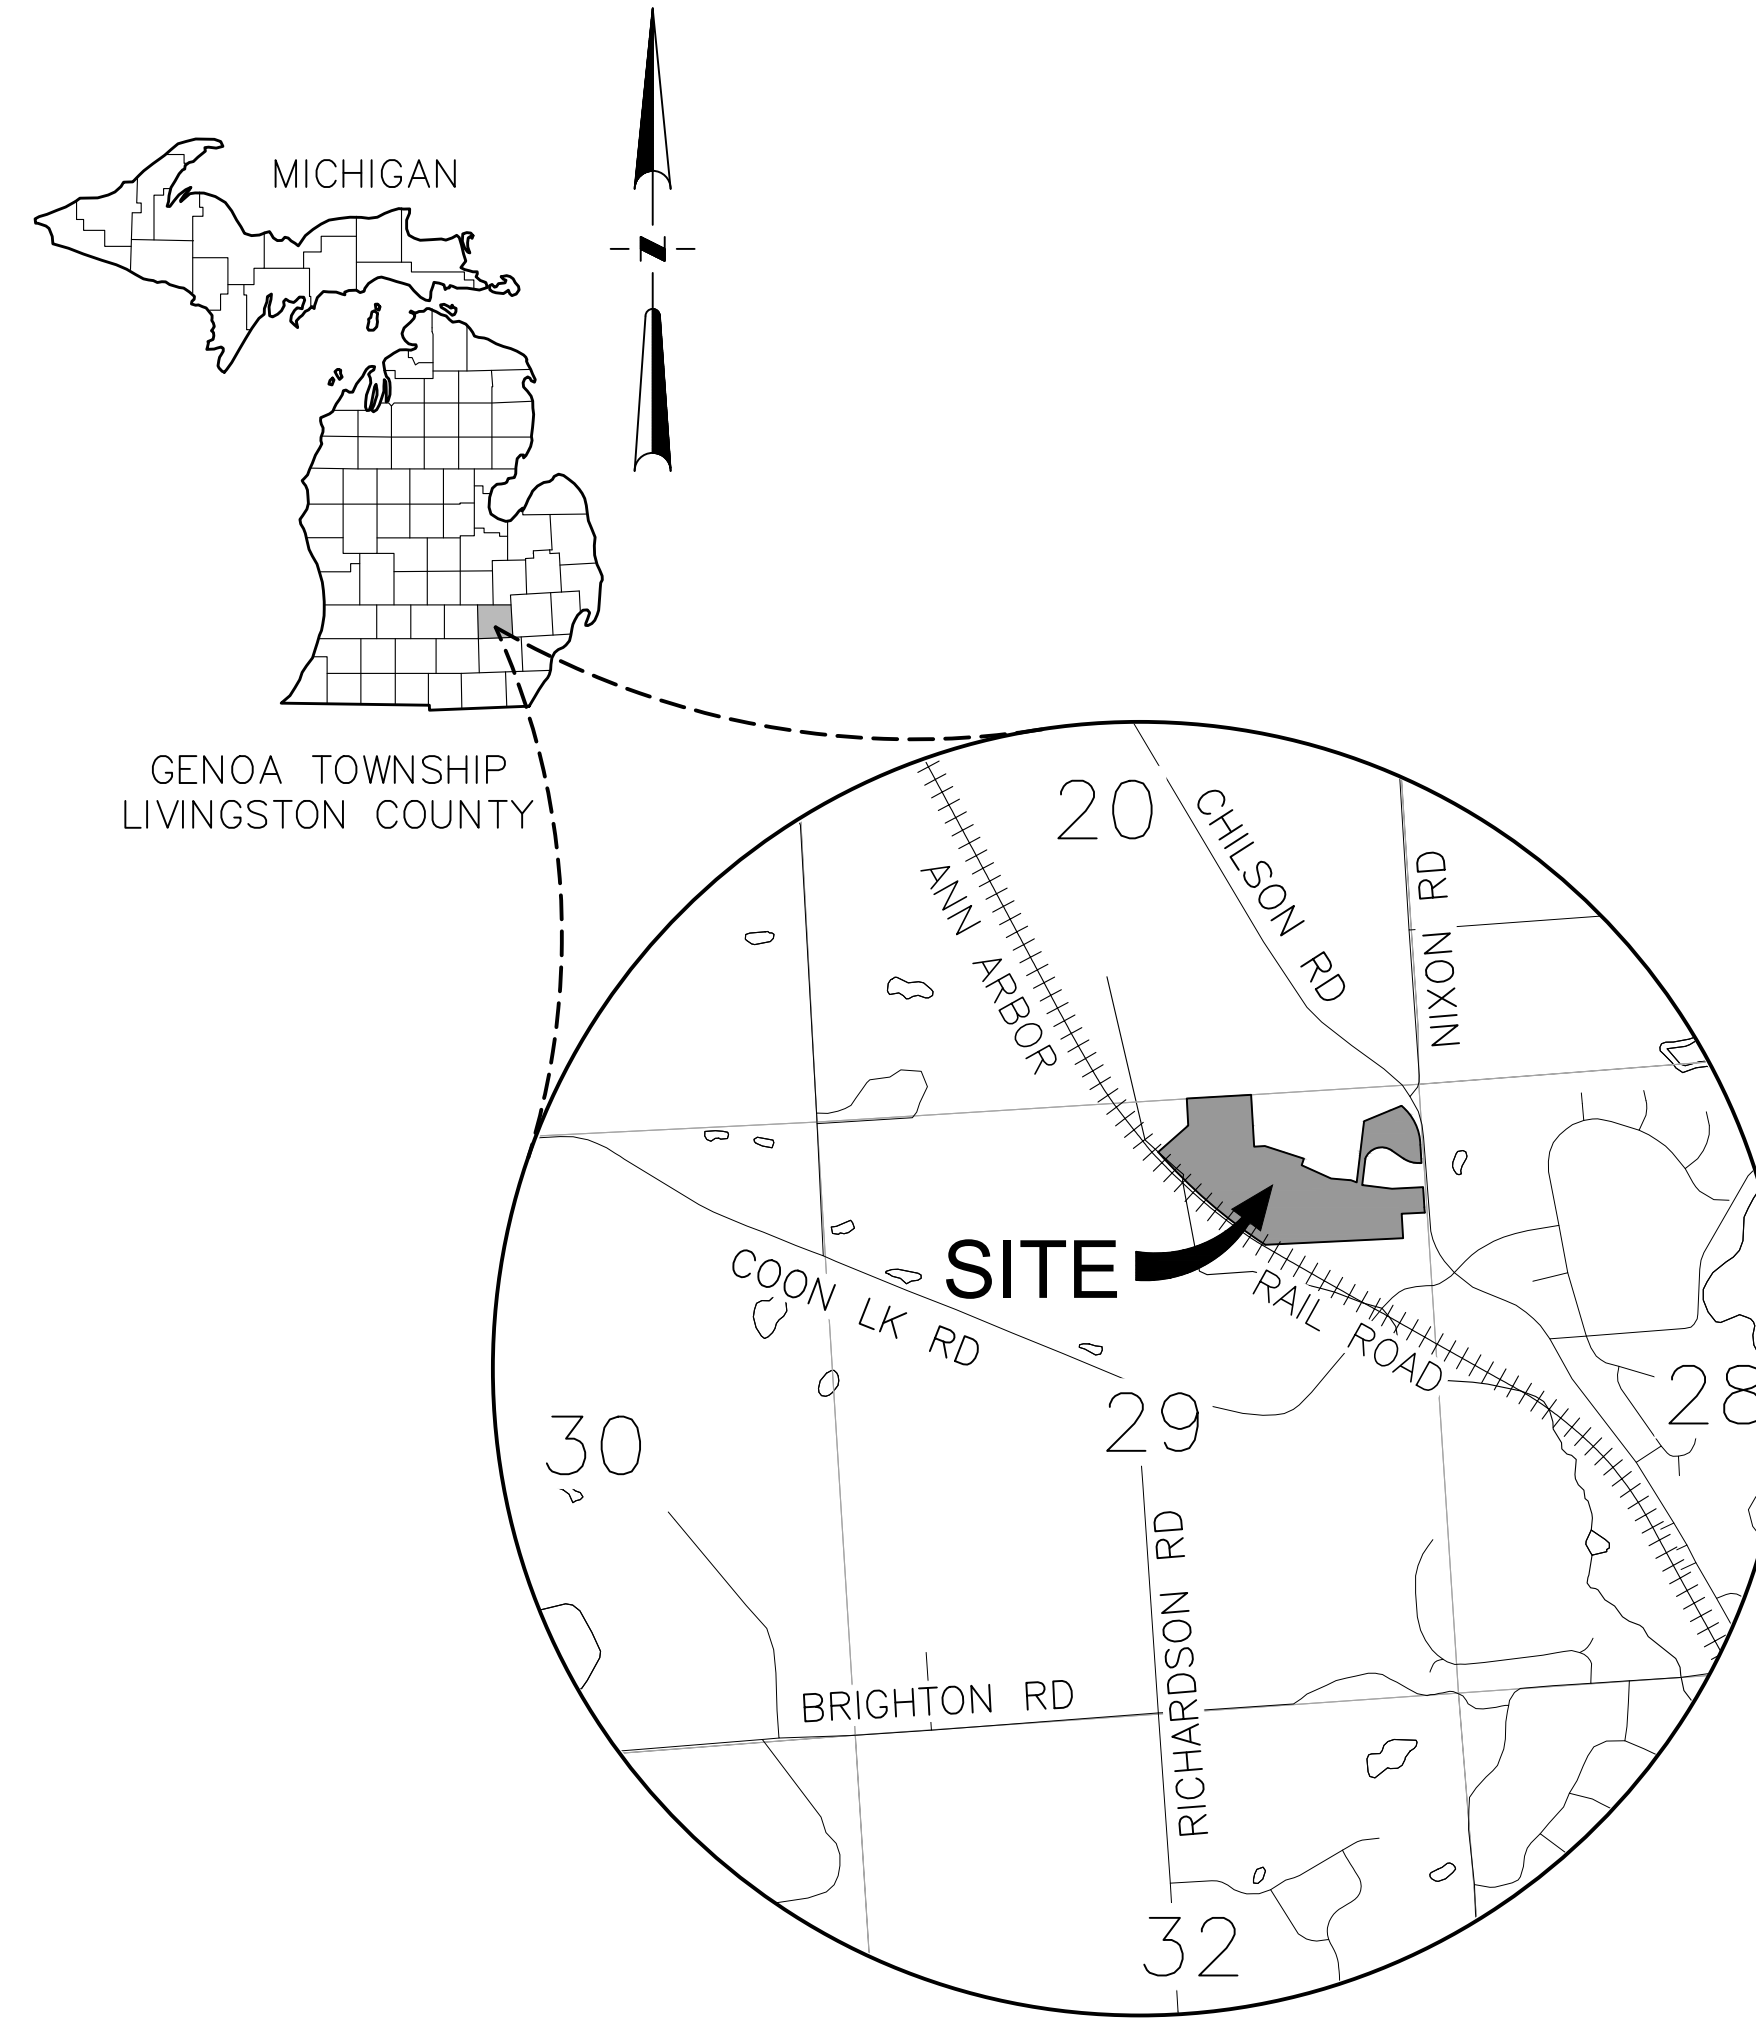 MICHIGAN
N
GENOA TOWNSHIP
LIVINGSTON COUNTY
20
CHILSON RD
NIXON RD
ANN ARBOR
SITE
RAIL ROAD
COON LK RD
28
29
30
RICHARDSON RD
BRIGHTON RD
32